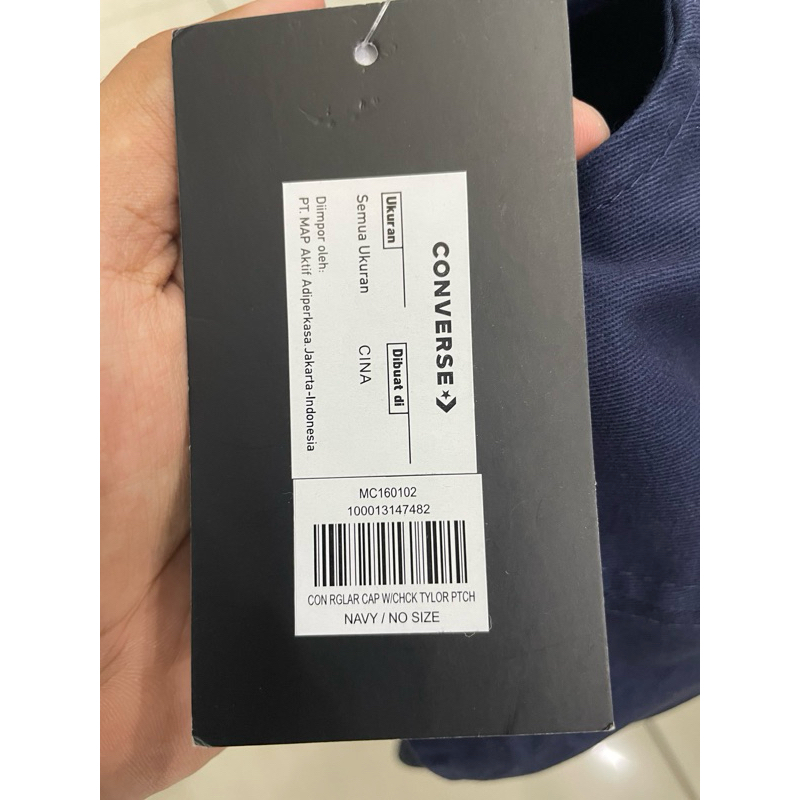 CONVERSE
Ukuran
Semua Ukuran
Dibuat di
CINA
Diimpor oleh:
PT. MAP Aktif Adiperkasa. Jakarta-Indonesia
MC160102
100013147482
CON RGLAR CAP W/CHCK TYLOR PTCH
NAVY / NO SIZE